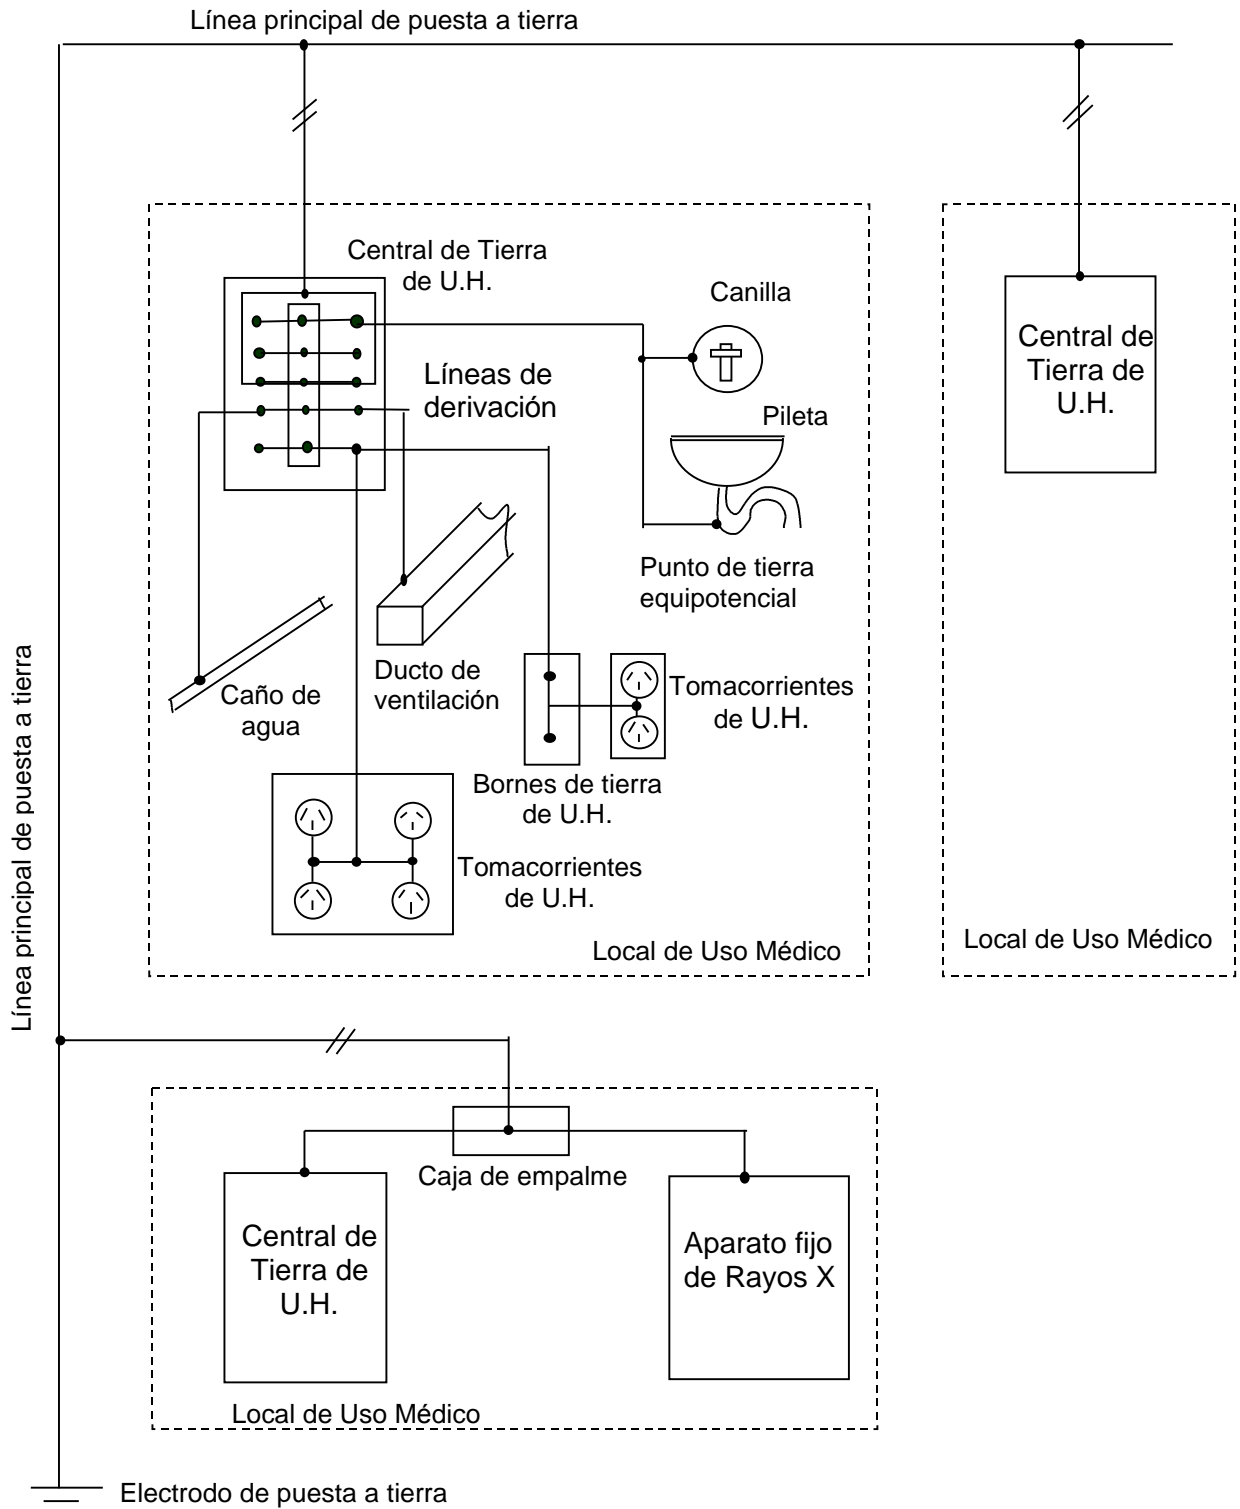 Línea principal de puesta a tierra
Central de Tierra
de U.H.
Canilla
Central de
Tierra de
U.H.
Líneas de
derivación
Pileta
Punto de tierra
equipotencial
Ducto de
ventilación
Caño de
agua
Tomacorrientes
de U.H.
Bornes de tierra
de U.H.
Tomacorrientes
de U.H.
Local de Uso Médico
Local de Uso Médico
Línea principal de puesta a tierra
Caja de empalme
Central de
Tierra de
U.H.
Aparato fijo
de Rayos X
Local de Uso Médico
Electrodo de puesta a tierra